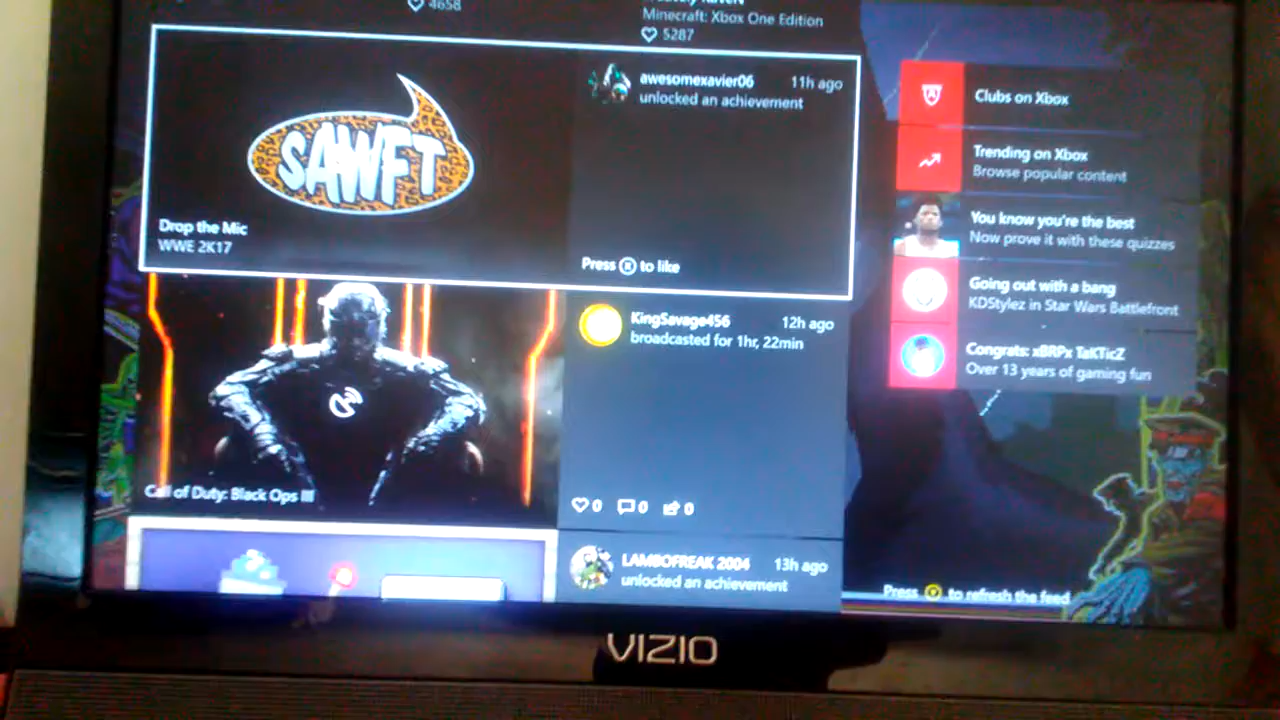 4658
Minecraft: Xbox One Edition
5287
SAWFT
Drop the Mic
WWE 2K17
awesomexavier06 11h ago
unlocked an achievement
Press X to like
Clubs on Xbox
Trending on Xbox
Browse popular content
You know you're the best
Now prove it with these quizzes
Going out with a bang
KDStylez in Star Wars Battlefront
Congrats: xBRPx TaKTicZ
Over 13 years of gaming fun
Call of Duty: Black Ops III
KingSavage456 12h ago
broadcasted for 1hr, 22min
0 0 0
LAMBOFREAK 2004 13h ago
unlocked an achievement
Press Y to refresh the feed
VIZIO